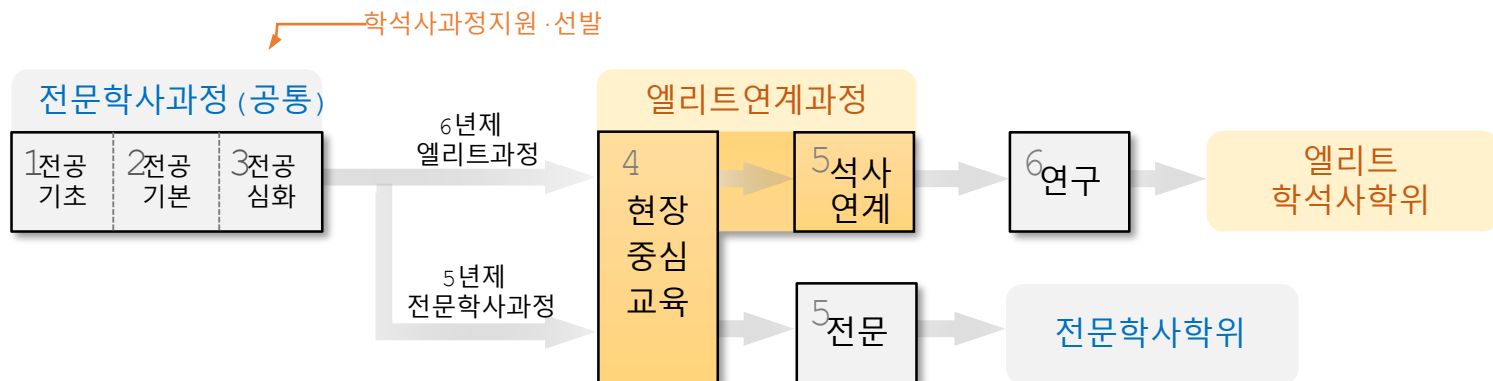 학석사과정지원·선발
전문학사과정(공통)
1전공
기초
2전공
기본
3전공
심화
6년제
엘리트과정
5년제
전문학사과정
엘리트연계과정
4
현장
중심
교육
5석사
연계
6연구
엘리트
학석사학위
5전문
전문학사학위